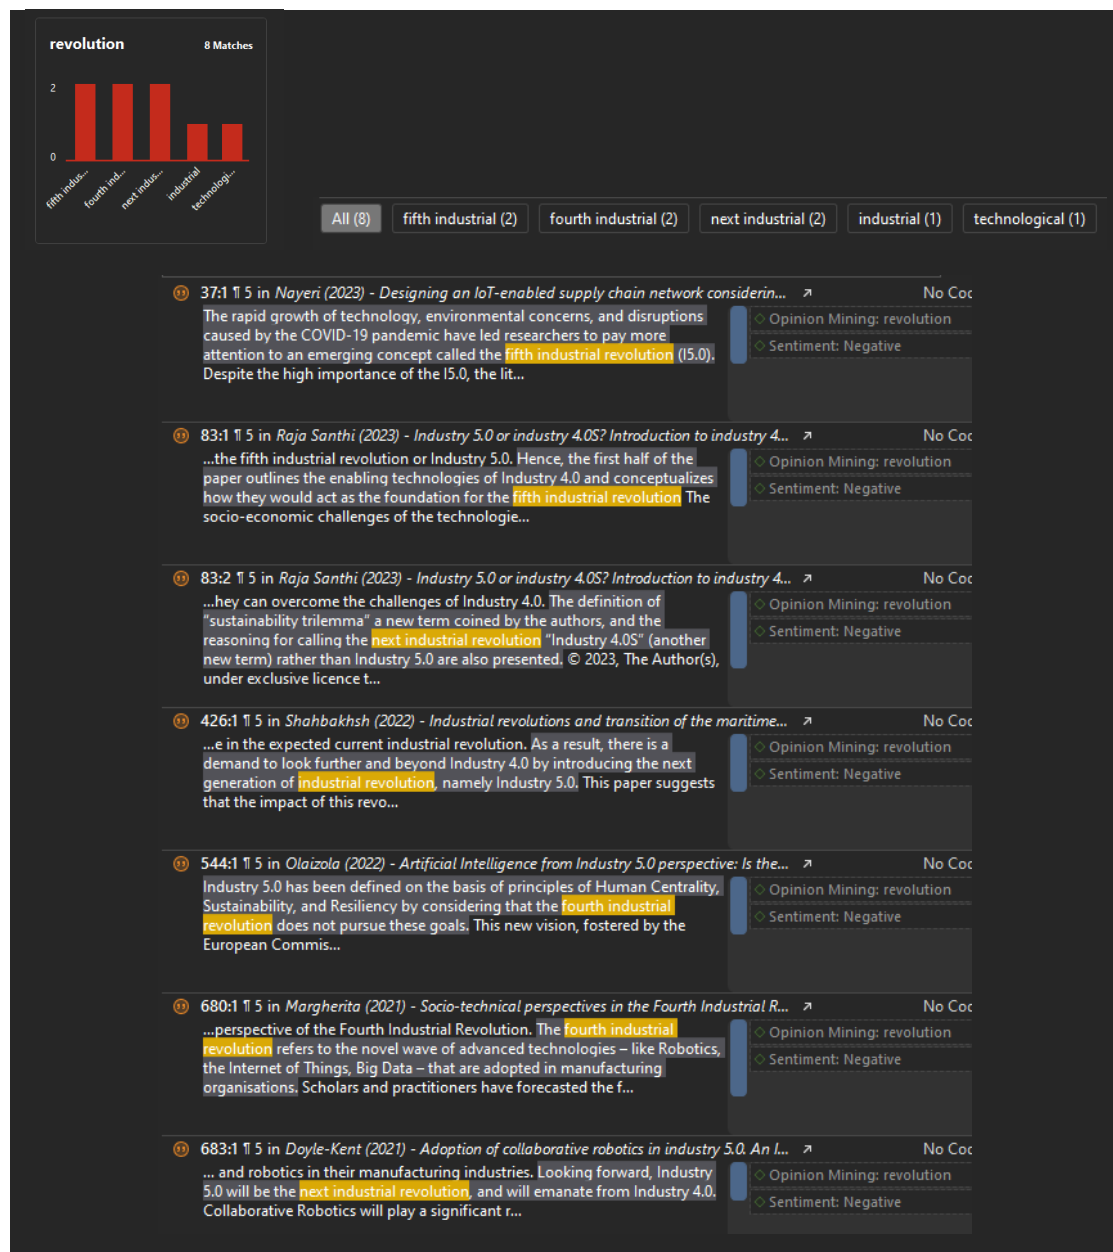 revolution 8 Matches
2
0
fifth indus...
fourth ind...
next indus...
industrial
technologi...
All (8) fifth industrial (2) fourth industrial (2) next industrial (2) industrial (1) technological (1)
37:1 ¶ 5 in Nayeri (2023) - Designing an IoT-enabled supply chain network considerin... ↗ No Coc
The rapid growth of technology, environmental concerns, and disruptions
caused by the COVID-19 pandemic have led researchers to pay more
attention to an emerging concept called the fifth industrial revolution (I5.0).
Despite the high importance of the I5.0, the lit...
Opinion Mining: revolution
Sentiment: Negative
83:1 ¶ 5 in Raja Santhi (2023) - Industry 5.0 or industry 4.0S? Introduction to industry 4... ↗ No Coc
...the fifth industrial revolution or Industry 5.0. Hence, the first half of the
paper outlines the enabling technologies of Industry 4.0 and conceptualizes
how they would act as the foundation for the fifth industrial revolution The
socio-economic challenges of the technologie...
Opinion Mining: revolution
Sentiment: Negative
83:2 ¶ 5 in Raja Santhi (2023) - Industry 5.0 or industry 4.0S? Introduction to industry 4... ↗ No Coc
...hey can overcome the challenges of Industry 4.0. The definition of
"sustainability trilemma" a new term coined by the authors, and the
reasoning for calling the next industrial revolution "Industry 4.0S" (another
new term) rather than Industry 5.0 are also presented. © 2023, The Author(s),
under exclusive licence t...
Opinion Mining: revolution
Sentiment: Negative
426:1 ¶ 5 in Shahbakhsh (2022) - Industrial revolutions and transition of the maritime... ↗ No Coc
...e in the expected current industrial revolution. As a result, there is a
demand to look further and beyond Industry 4.0 by introducing the next
generation of industrial revolution, namely Industry 5.0. This paper suggests
that the impact of this revo...
Opinion Mining: revolution
Sentiment: Negative
544:1 ¶ 5 in Olaizola (2022) - Artificial Intelligence from Industry 5.0 perspective: Is the... ↗ No Coc
Industry 5.0 has been defined on the basis of principles of Human Centrality,
Sustainability, and Resiliency by considering that the fourth industrial
revolution does not pursue these goals. This new vision, fostered by the
European Commis...
Opinion Mining: revolution
Sentiment: Negative
680:1 ¶ 5 in Margherita (2021) - Socio-technical perspectives in the Fourth Industrial R... ↗ No Coc
...perspective of the Fourth Industrial Revolution. The fourth industrial
revolution refers to the novel wave of advanced technologies – like Robotics,
the Internet of Things, Big Data – that are adopted in manufacturing
organisations. Scholars and practitioners have forecasted the f...
Opinion Mining: revolution
Sentiment: Negative
683:1 ¶ 5 in Doyle-Kent (2021) - Adoption of collaborative robotics in industry 5.0. An I... ↗ No Coc
... and robotics in their manufacturing industries. Looking forward, Industry
5.0 will be the next industrial revolution, and will emanate from Industry 4.0.
Collaborative Robotics will play a significant r...
Opinion Mining: revolution
Sentiment: Negative